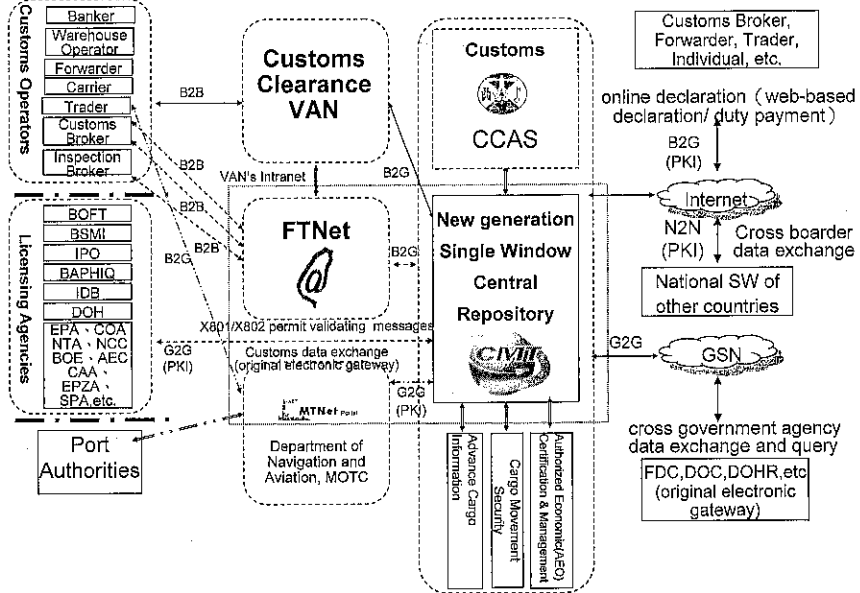 Customs Operators
Banker
Warehouse
Operator
Forwarder
Carrier
Trader
Customs
Broker
Inspection
Broker
Licensing Agencies
BOFT
BSMI
IPO
BAPHIQ
IDB
DOH
EPA、COA
NTA、NCC
BOE、AEC
CAA、
EPZA、
SPA,etc.
Port
Authorities
B2B
B2B
B2B
B2B
B2G
Customs
Clearance
VAN
VAN's Intranet
FTNet
B2G
B2G
X801/X802 permit validating messages
G2G
(PKI)
Customs data exchange
(original electronic gateway)
G2G
(PKI)
MTNet
Department of
Navigation and
Aviation, MOTC
Customs
CCAS
New generation
Single Window
Central
Repository
Advance Cargo
Information
Cargo Movement
Security
Authorized Economic(AEO)
Certification & Management
Customs Broker,
Forwarder, Trader,
Individual, etc.
online declaration（web-based
declaration/ duty payment）
B2G
(PKI)
Internet
N2N
(PKI)
Cross boarder
data exchange
National SW of
other countries
G2G
GSN
cross government agency
data exchange and query
FDC,DOC,DOHR,etc
(original electronic
gateway)